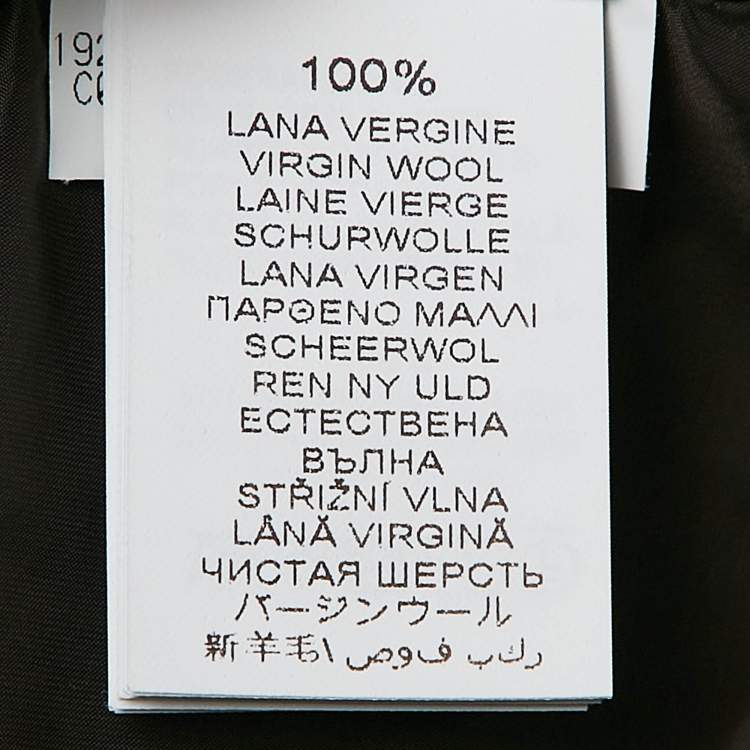 192
100%
LANA VERGINE
VIRGIN WOOL
LAINE VIERGE
SCHURWOLLE
LANA VIRGEN
ΠΑΡΘΕΝΟ ΜΑΛΛΙ
SCHEERWOL
REN NY ULD
ЕСТЕСТВЕНА
ВЪЛНА
STŘIŽNÍ VLNA
LÂNĂ VIRGINĂ
ЧИСТАЯ ШЕРСТЬ
バージンウール
新羊毛\ صوف بكر